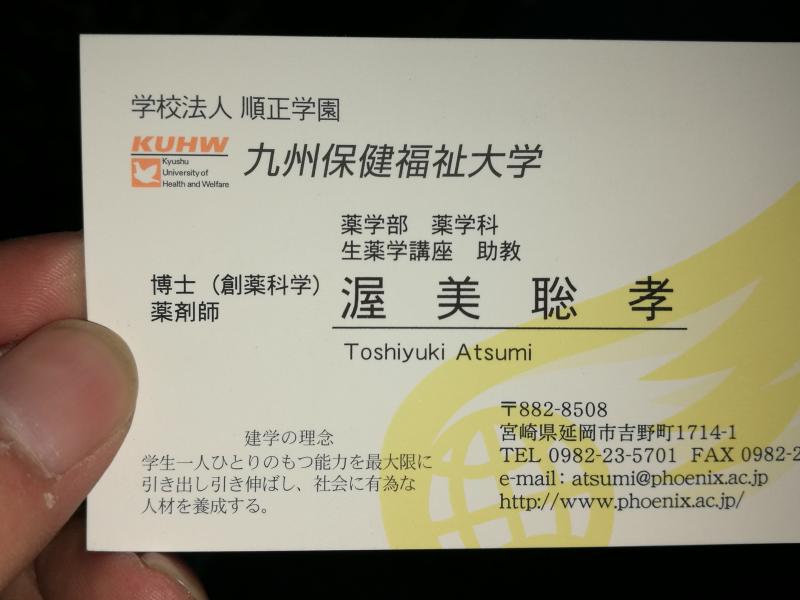 学校法人 順正学園
KUHW
Kyushu
University of
Health and Welfare
九州保健福祉大学
薬学部 薬学科
生薬学講座 助教
博士（創薬科学）
薬剤師
渥美聡孝
Toshiyuki Atsumi
建学の理念
学生一人ひとりのもつ能力を最大限に
引き出し引き伸ばし、社会に有為な
人材を養成する。
〒882-8508
宮崎県延岡市吉野町1714-1
TEL 0982-23-5701 FAX 0982-2
e-mail: atsumi@phoenix.ac.jp
http://www.phoenix.ac.jp/